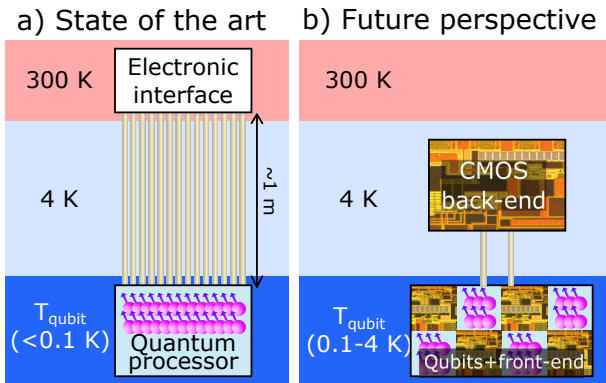 a) State of the art
300 K
Electronic
interface
4 K
~1 m
T_qubit
(<0.1 K)
Quantum
processor
b) Future perspective
300 K
4 K
CMOS
back-end
T_qubit
(0.1-4 K)
Qubits+front-end